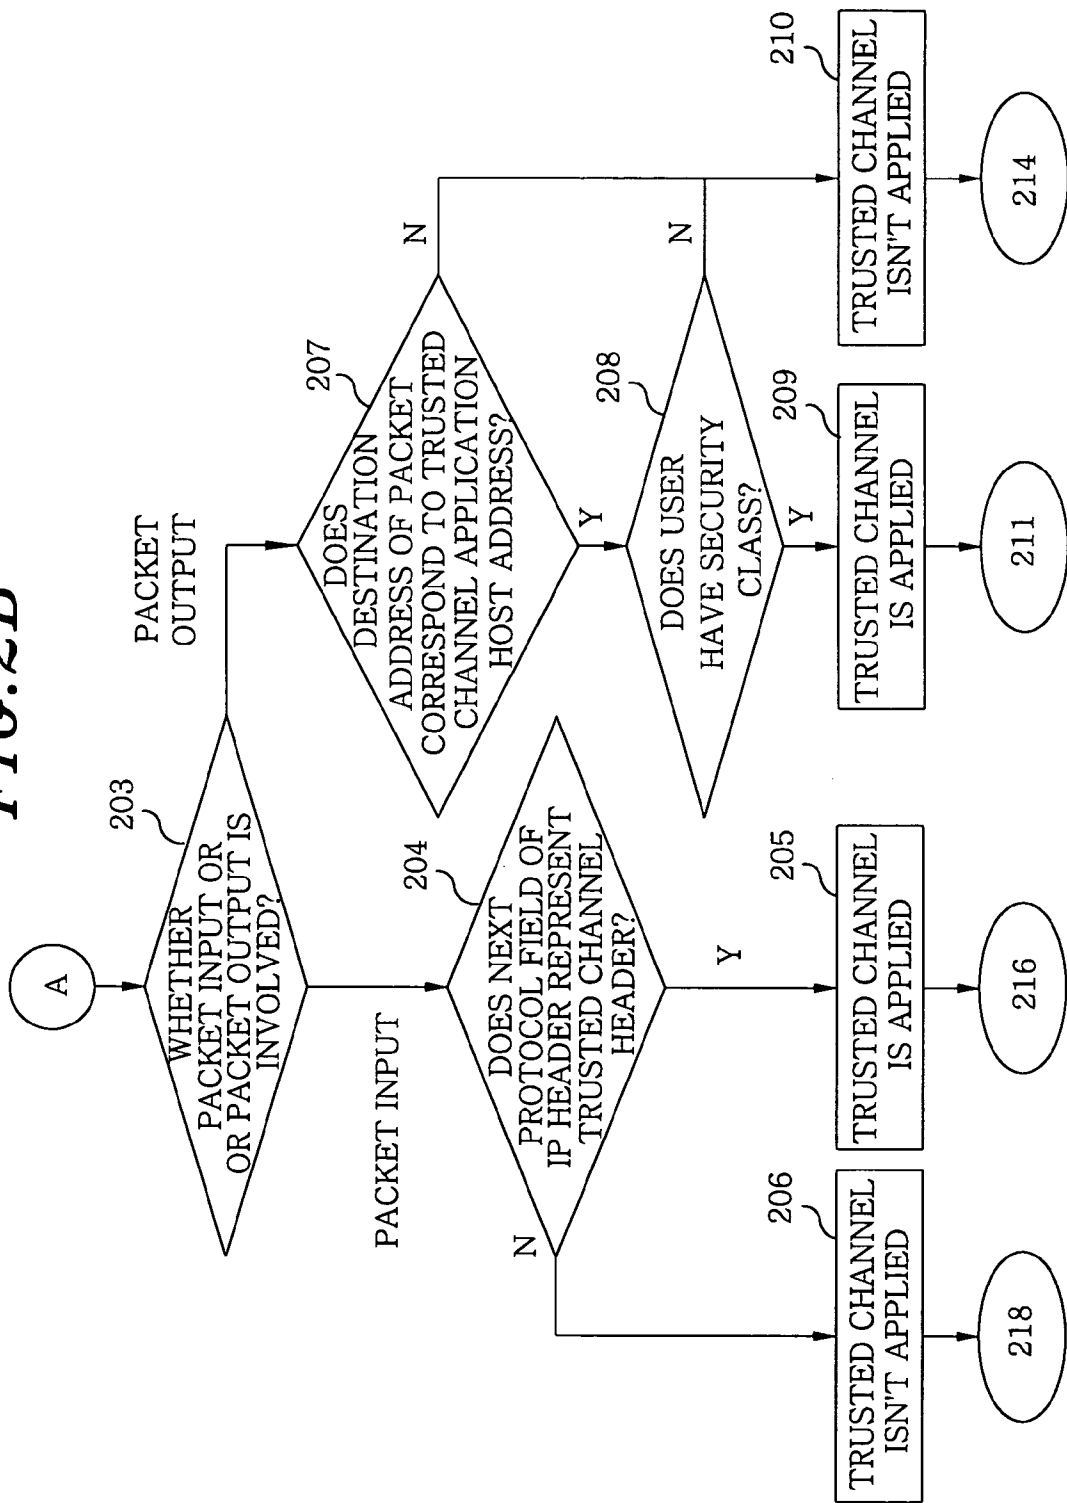 FIG. 2B
A
203
WHETHER
PACKET INPUT OR
OR PACKET OUTPUT IS
INVOLVED?
PACKET
OUTPUT
PACKET INPUT
204
DOES NEXT
PROTOCOL FIELD OF
IP HEADER REPRESENT
TRUSTED CHANNEL
HEADER?
N
Y
206
TRUSTED CHANNEL
ISN'T APPLIED
218
205
TRUSTED CHANNEL
IS APPLIED
216
207
DOES
DESTINATION
ADDRESS OF PACKET
CORRESPOND TO TRUSTED
CHANNEL APPLICATION
HOST ADDRESS?
N
Y
208
DOES USER
HAVE SECURITY
CLASS?
N
Y
209
TRUSTED CHANNEL
IS APPLIED
211
210
TRUSTED CHANNEL
ISN'T APPLIED
214